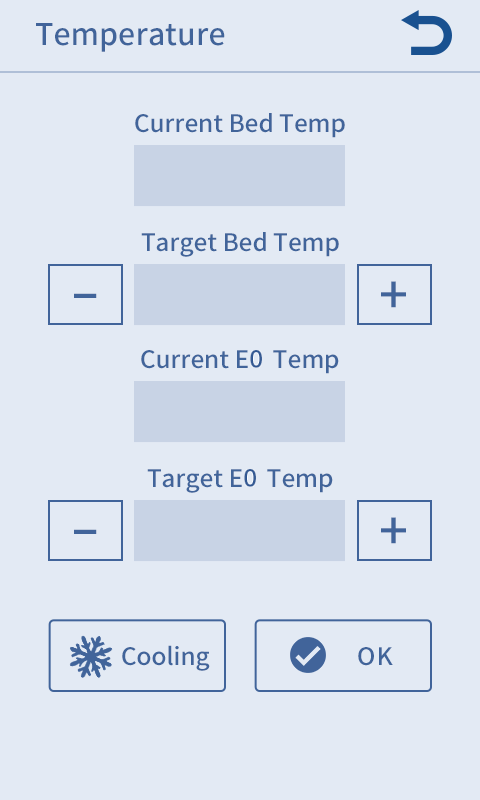 Temperature
Current Bed Temp
Target Bed Temp
− +
Current E0 Temp
Target E0 Temp
− +
Cooling OK